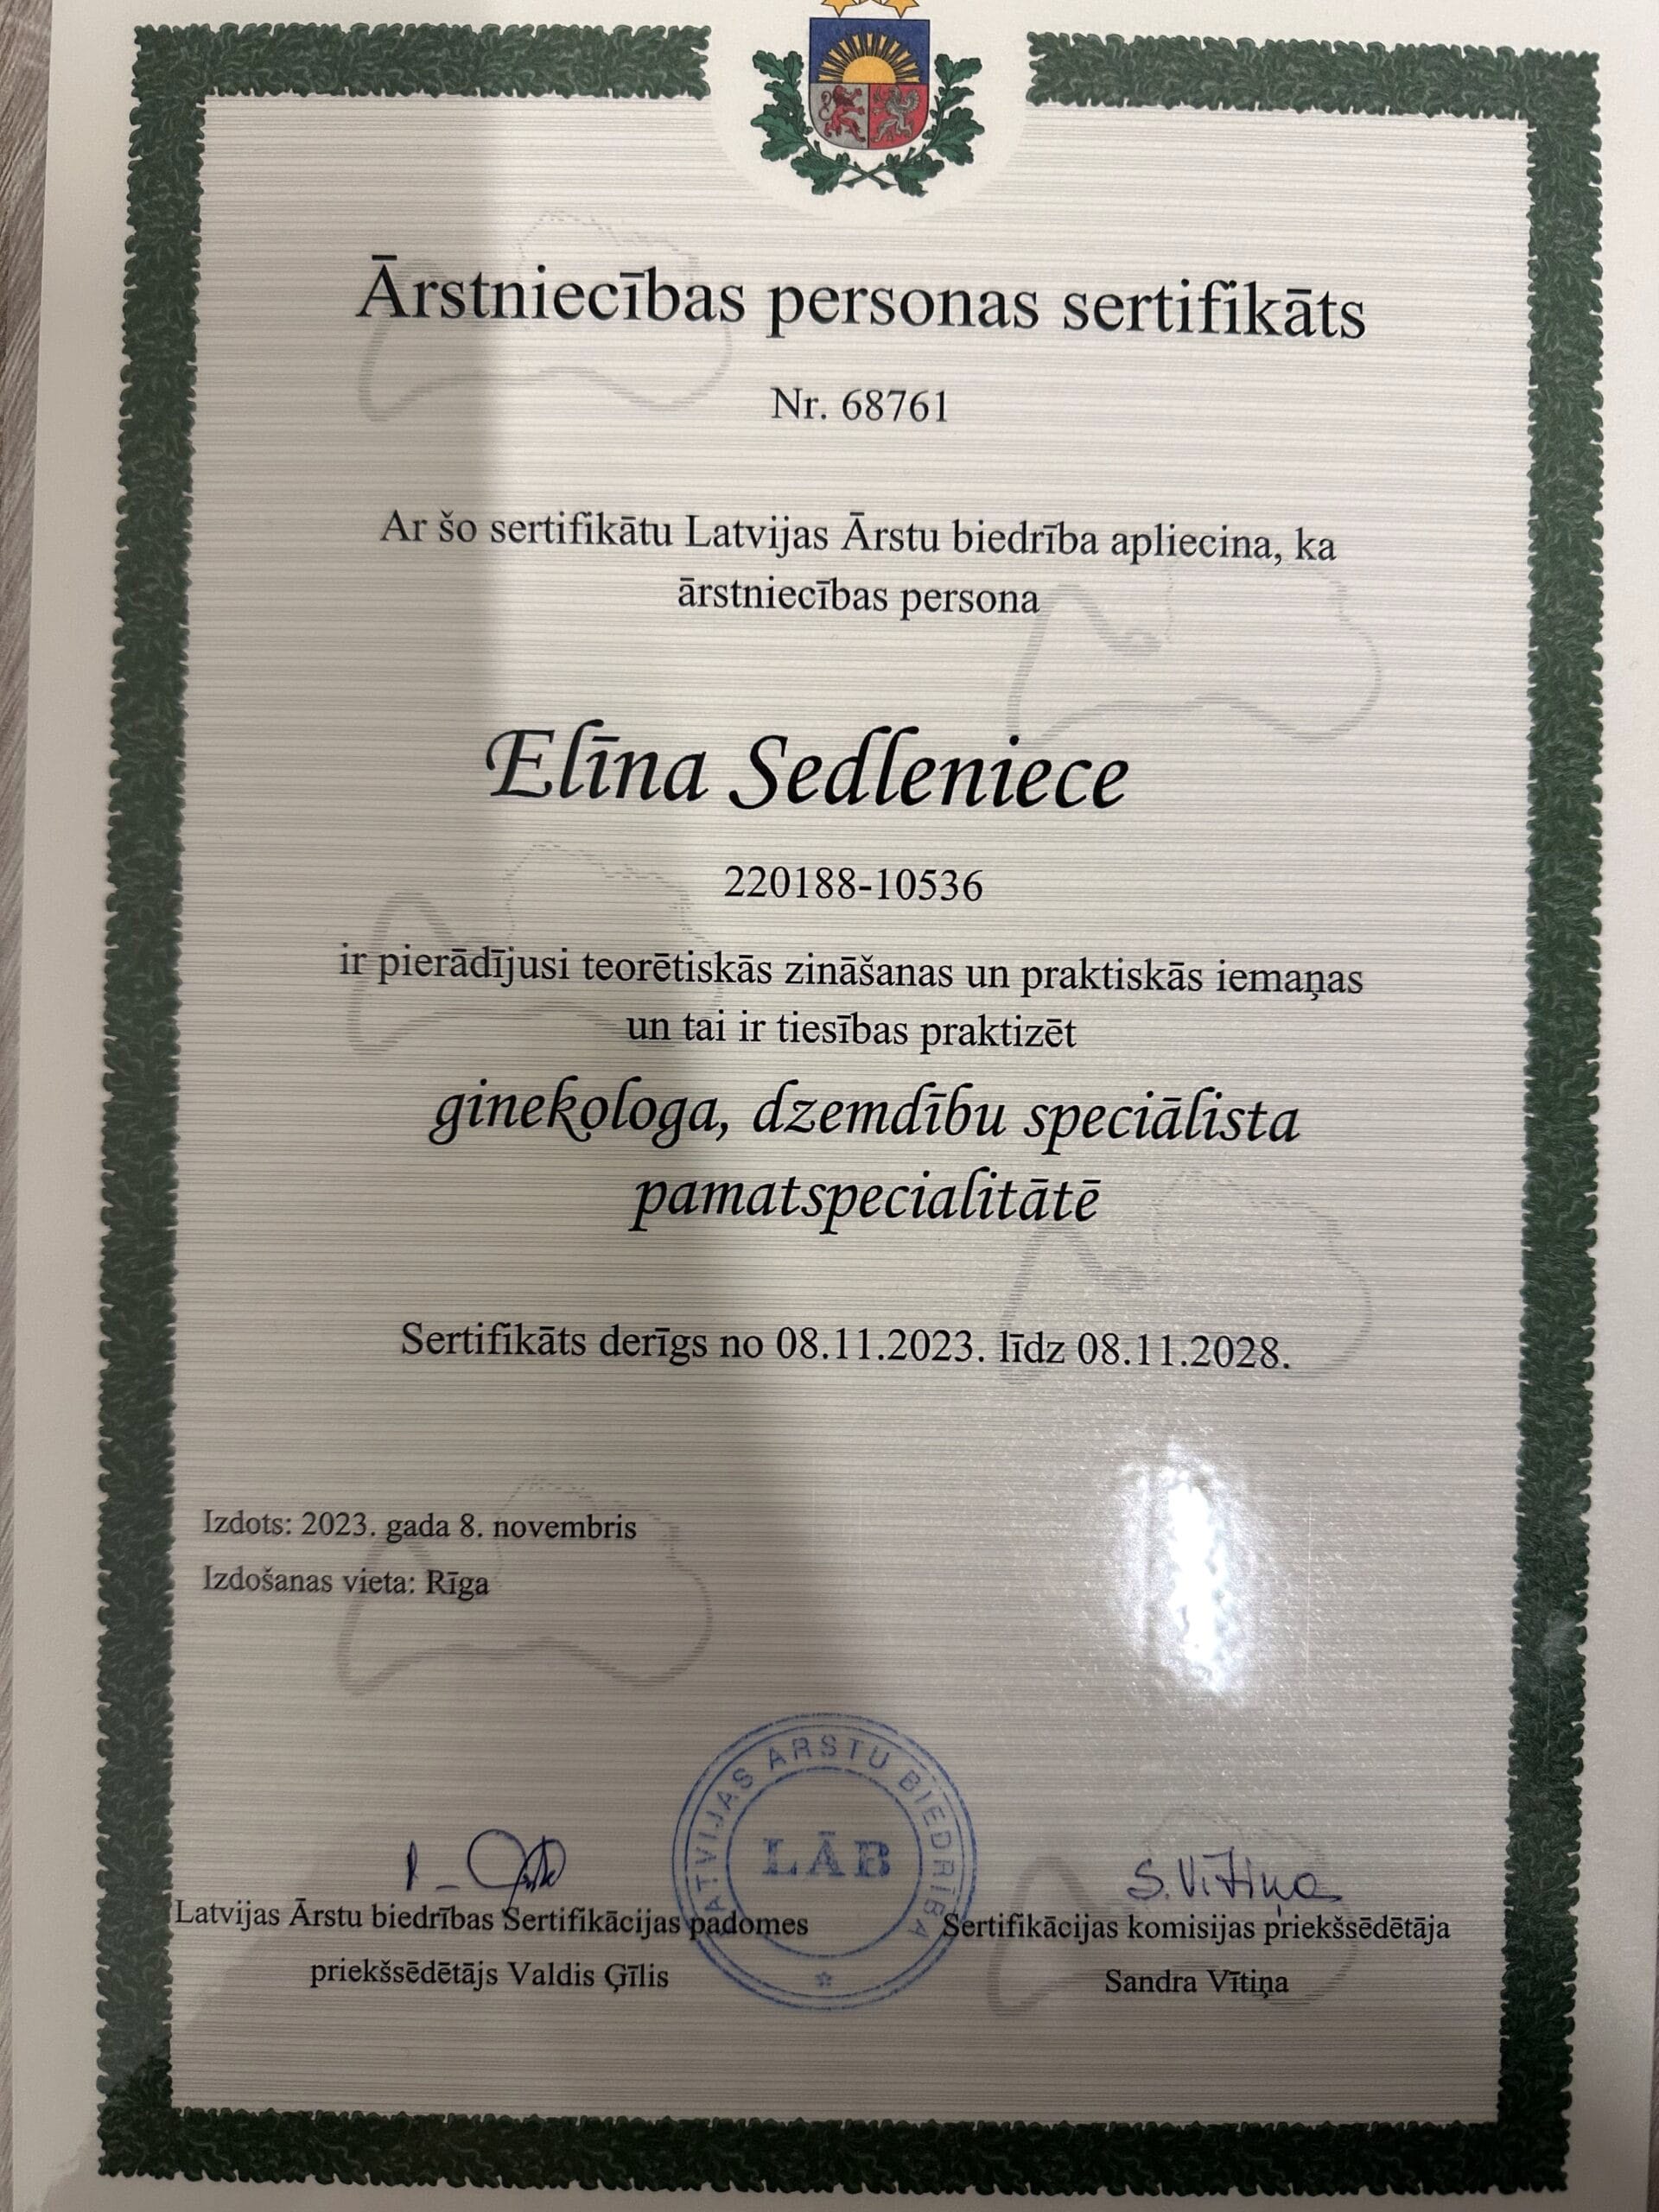 Ārstniecības personas sertifikāts
Nr. 68761
Ar šo sertifikātu Latvijas Ārstu biedrība apliecina, ka
ārstniecības persona
Elīna Sedleniece
220188-10536
ir pierādījusi teorētiskās zināšanas un praktiskās iemaņas
un tai ir tiesības praktizēt
ginekologa, dzemdību speciālista
pamatspecialitātē
Sertifikāts derīgs no 08.11.2023. līdz 08.11.2028.
Izdots: 2023. gada 8. novembris
Izdošanas vieta: Rīga
LATVIJAS ĀRSTU BIEDRĪBA
LĀB
S. Vītiņa
Latvijas Ārstu biedrības Sertifikācijas padomes
priekšsēdētājs Valdis Ģīlis
Sertifikācijas komisijas priekšsēdētāja
Sandra Vītiņa